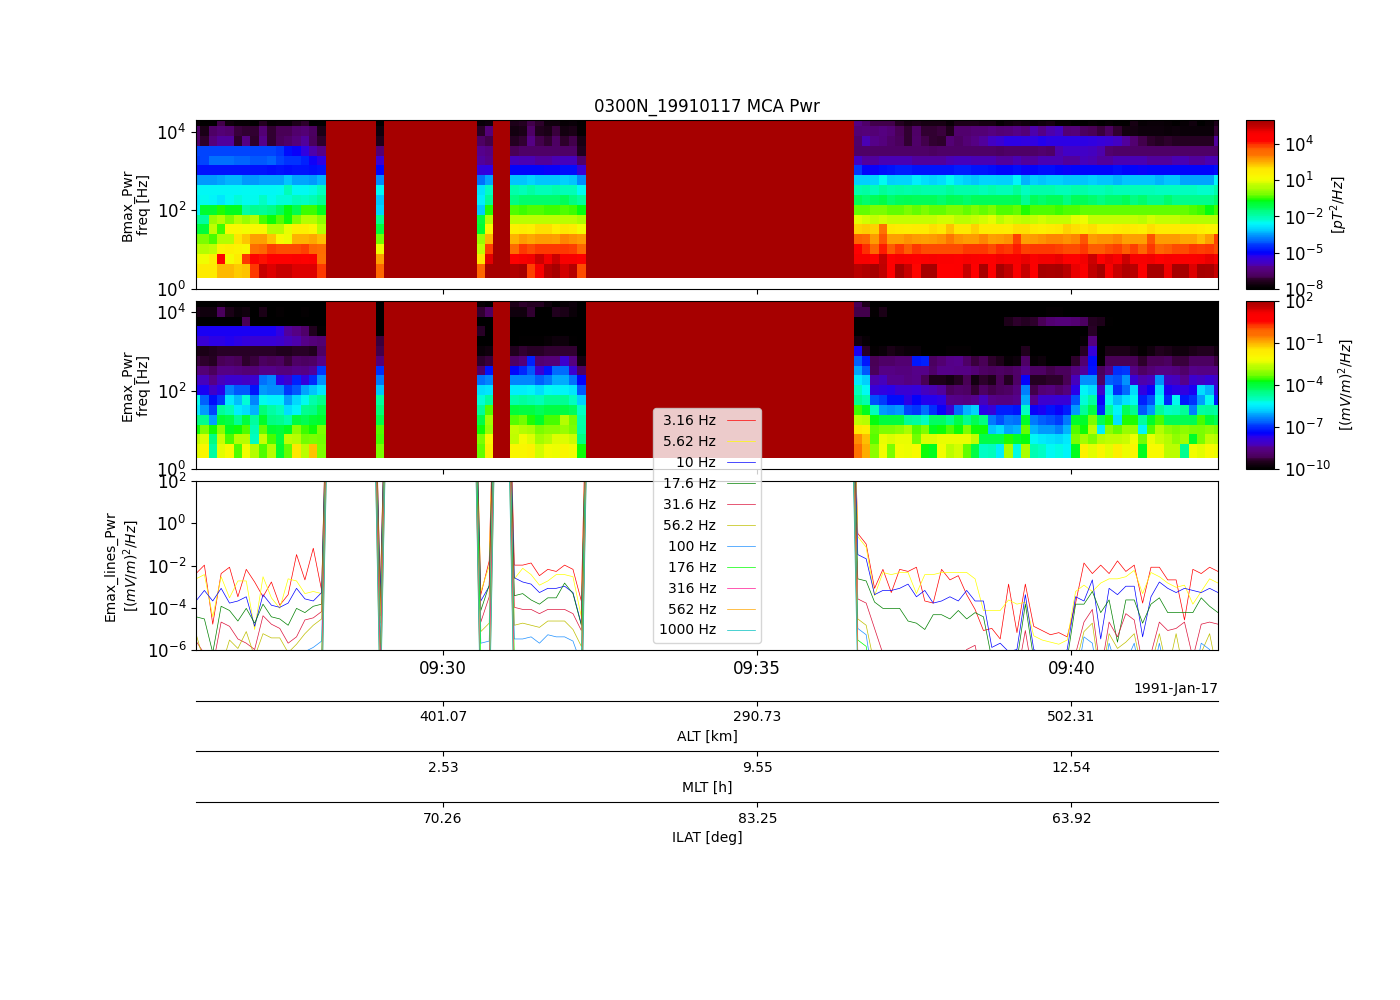 0300N_19910117 MCA Pwr
10^4
10^2
10^0
Bmax_Pwr
freq [Hz]
10^4
10^1
10^-2
10^-5
10^-8
[pT^2/Hz]
10^4
10^2
10^0
Emax_Pwr
freq [Hz]
10^2
10^-1
10^-4
10^-7
10^-10
[(mV/m)^2/Hz]
10^2
10^0
10^-2
10^-4
10^-6
Emax_lines_Pwr
[(mV/m)^2/Hz]
3.16 Hz
5.62 Hz
10 Hz
17.6 Hz
31.6 Hz
56.2 Hz
100 Hz
176 Hz
316 Hz
562 Hz
1000 Hz
09:30 09:35 09:40
1991-Jan-17
401.07 290.73 502.31
ALT [km]
2.53 9.55 12.54
MLT [h]
70.26 83.25 63.92
ILAT [deg]